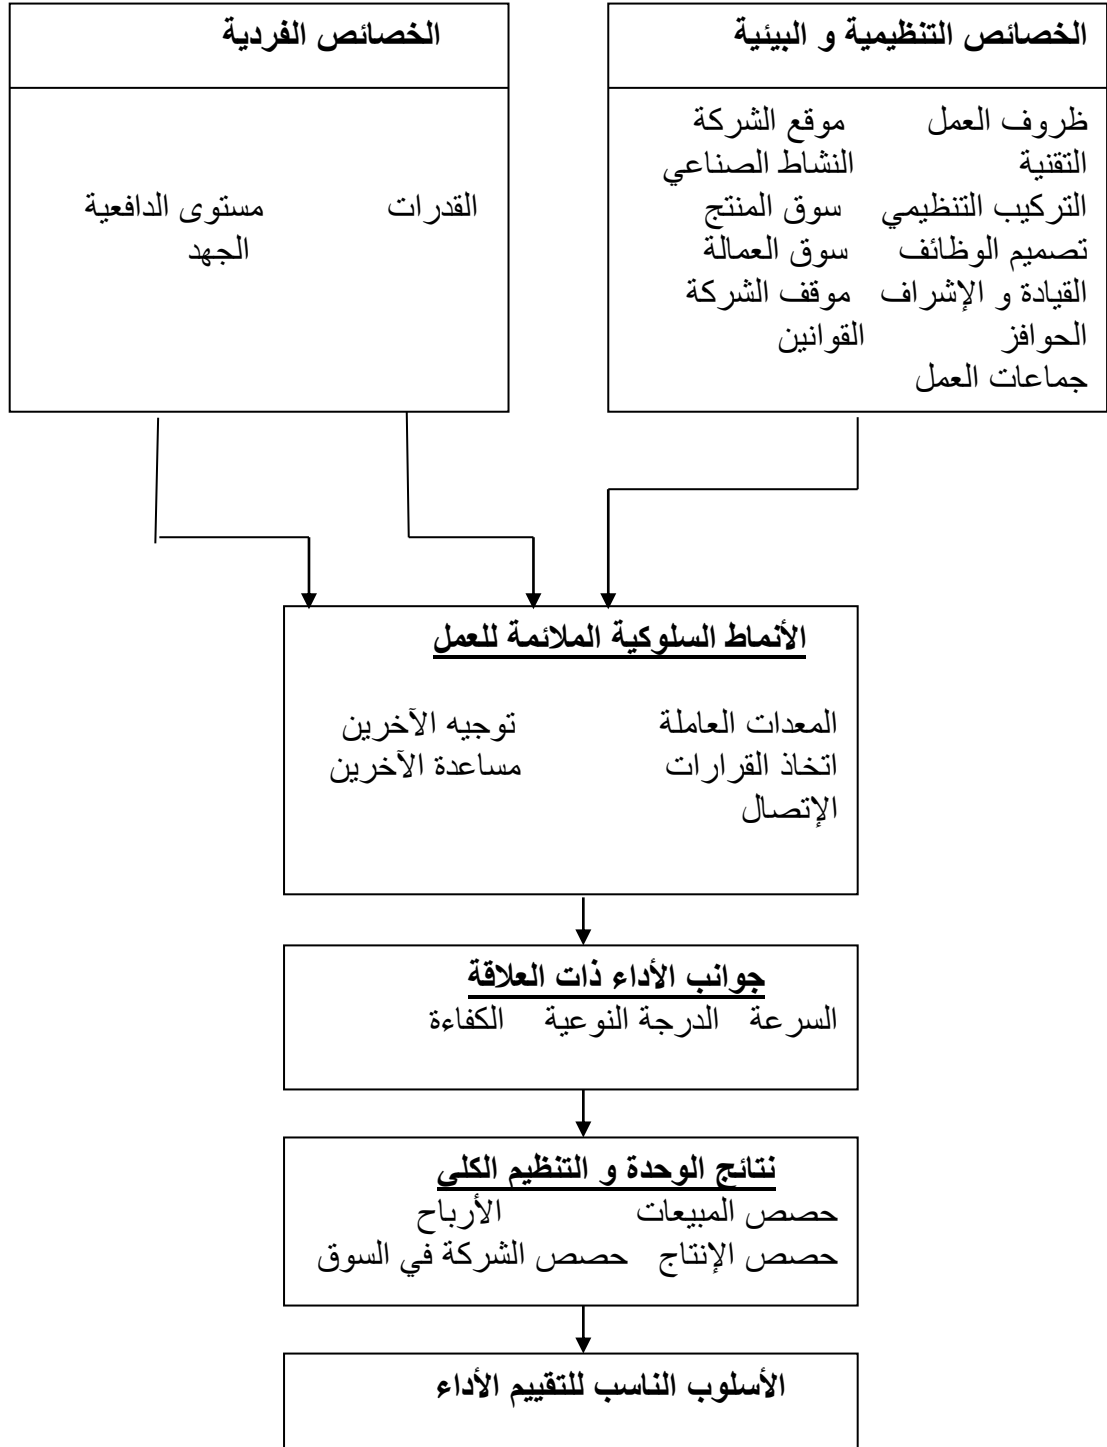 الخصائص التنظيمية و البيئية
ظروف العمل موقع الشركة
التقنية النشاط الصناعي
التركيب التنظيمي سوق المنتج
تصميم الوظائف سوق العمالة
القيادة و الإشراف موقف الشركة
الحوافز القوانين
جماعات العمل
الخصائص الفردية
القدرات مستوى الدافعية
الجهد
الأنماط السلوكية الملائمة للعمل
المعدات العاملة توجيه الآخرين
اتخاذ القرارات مساعدة الآخرين
الإتصال
جوانب الأداء ذات العلاقة
السرعة الدرجة النوعية الكفاءة
نتائج الوحدة و التنظيم الكلي
حصص المبيعات الأرباح
حصص الإنتاج حصص الشركة في السوق
الأسلوب الناسب للتقييم الأداء